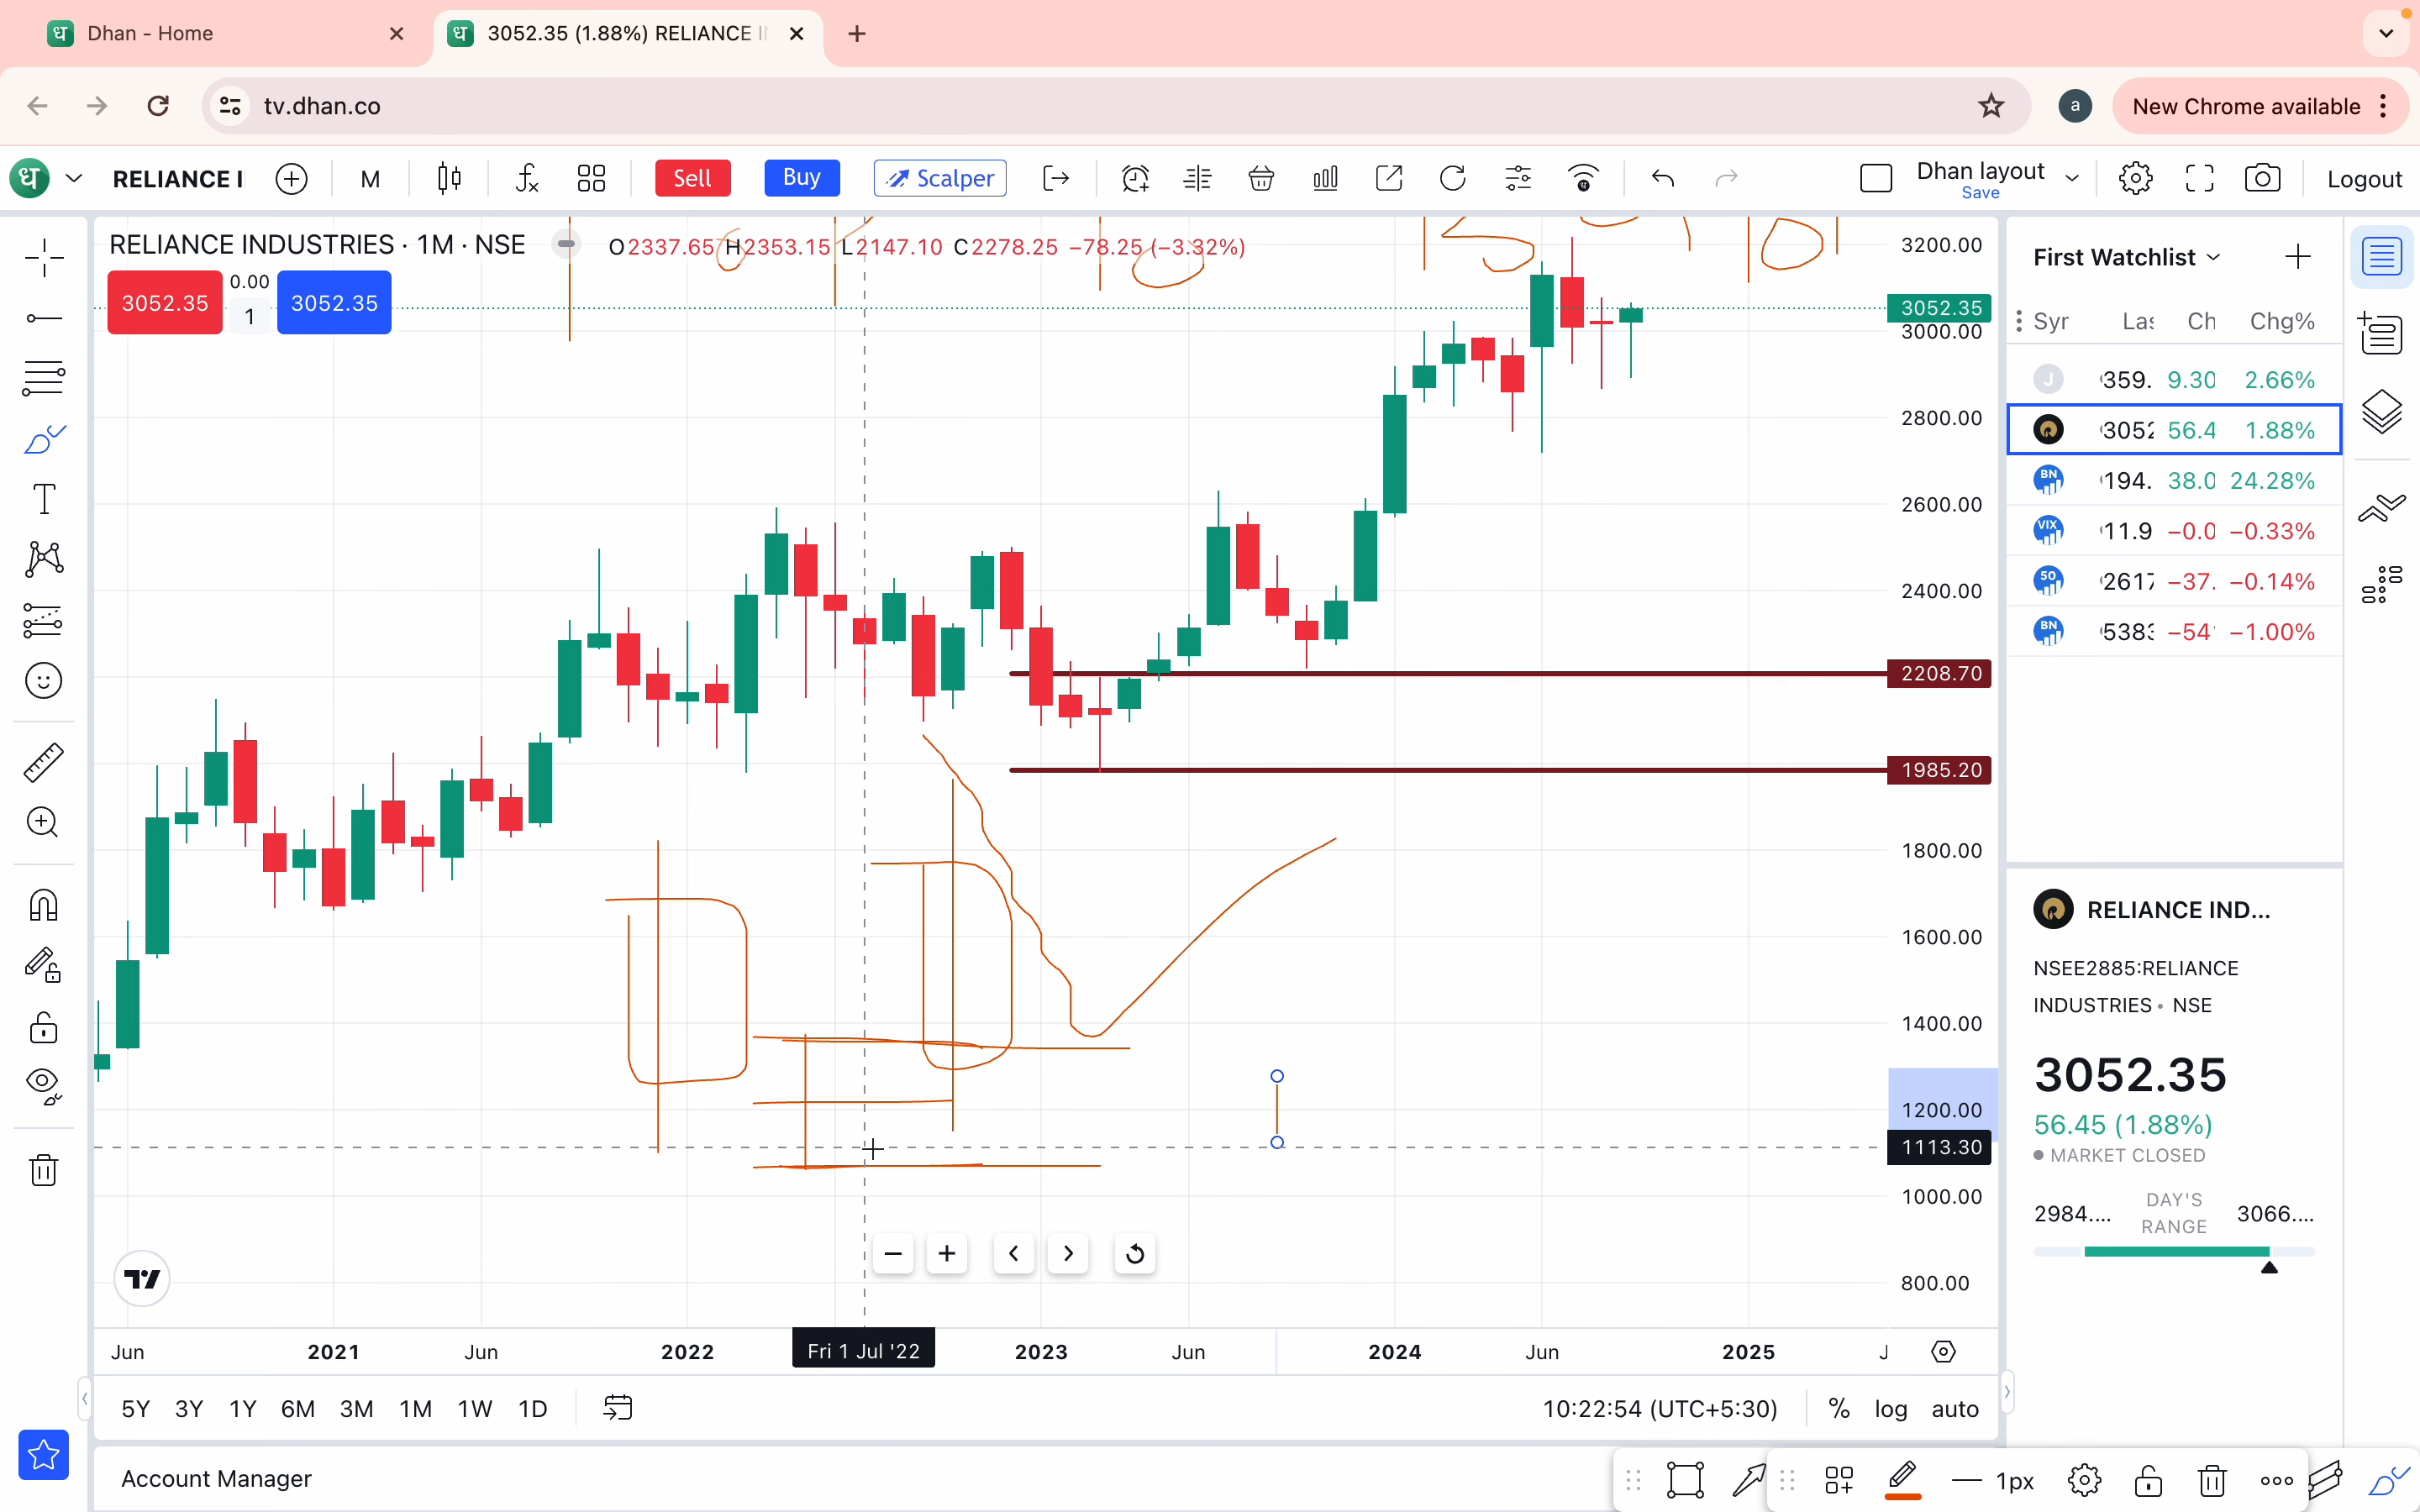 Dhan - Home
3052.35 (1.88%) RELIANCE
tv.dhan.co
a
New Chrome available
ध
RELIANCE I
M
Sell
Buy
Scalper
Dhan layout
Save
Logout
RELIANCE INDUSTRIES · 1M · NSE
O2337.65 H2353.15 L2147.10 C2278.25 −78.25 (−3.32%)
3052.35
0.00
1
3052.35
3200.00
3052.35
3000.00
2800.00
2600.00
2400.00
2208.70
1985.20
1800.00
1600.00
1400.00
1200.00
1113.30
1000.00
800.00
Jun
2021
Jun
2022
Fri 1 Jul '22
2023
Jun
2024
Jun
2025
5Y 3Y 1Y 6M 3M 1M 1W 1D
10:22:54 (UTC+5:30)
% log auto
Account Manager
1px
First Watchlist
Syr Las Ch Chg%
J 359. 9.30 2.66%
3052 56.4 1.88%
BN 194. 38.0 24.28%
VIX 11.9 −0.0 −0.33%
50 2617 −37. −0.14%
BN 5383 −54 −1.00%
RELIANCE IND...
NSEE2885:RELIANCE
INDUSTRIES • NSE
3052.35
56.45 (1.88%)
MARKET CLOSED
2984.... DAY'S RANGE 3066....